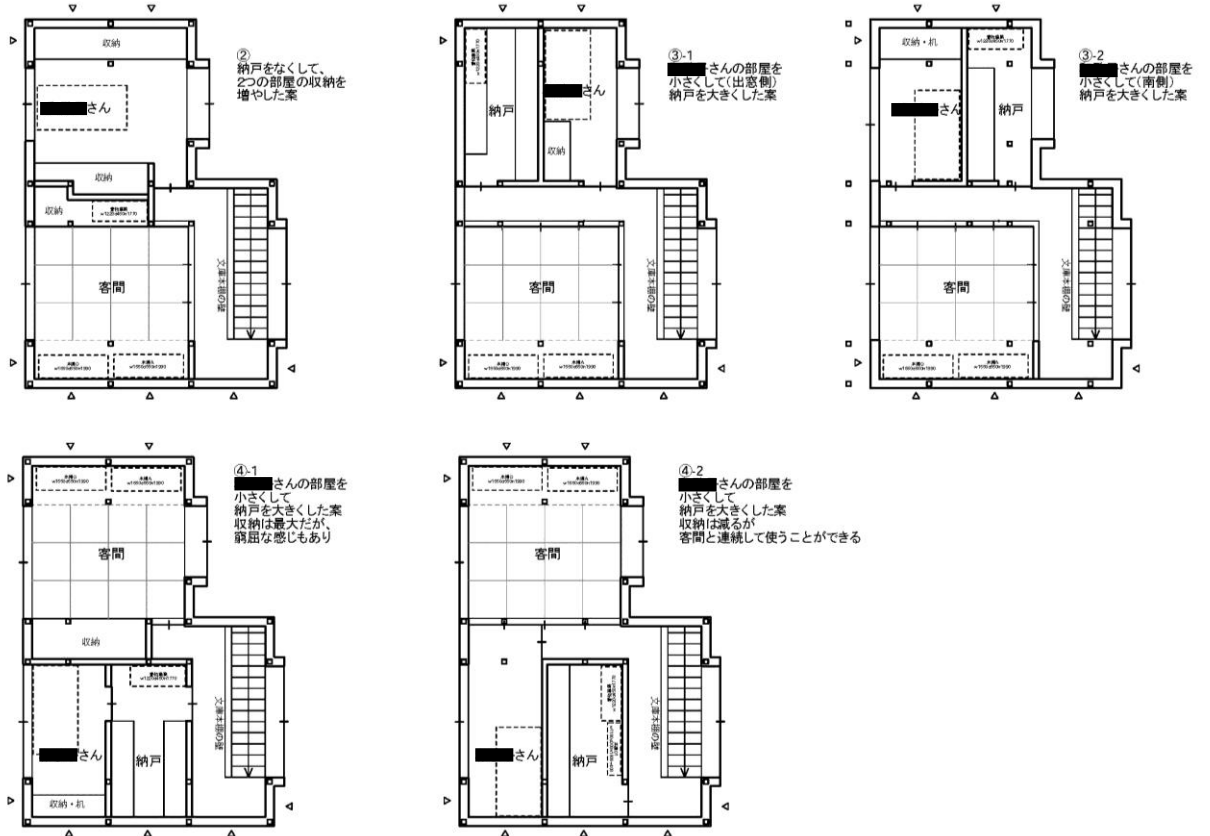 ②
納戸をなくして、
2つの部屋の収納を
増やした案
収納
さん
収納
収納
客間
文庫本棚の壁
③-1
さんの部屋を
小さくして(出窓側)
納戸を大きくした案
納戸
さん
収納
客間
文庫本棚の壁
③-2
さんの部屋を
小さくして(南側)
納戸を大きくした案
収納・机
さん
納戸
客間
文庫本棚の壁
④-1
さんの部屋を
小さくして
納戸を大きくした案
収納は最大だが、
窮屈な感じもあり
客間
収納
さん
納戸
収納・机
文庫本棚の壁
④-2
さんの部屋を
小さくして
納戸を大きくした案
収納は減るが
客間と連続して使うことができる
客間
さん
納戸
文庫本棚の壁